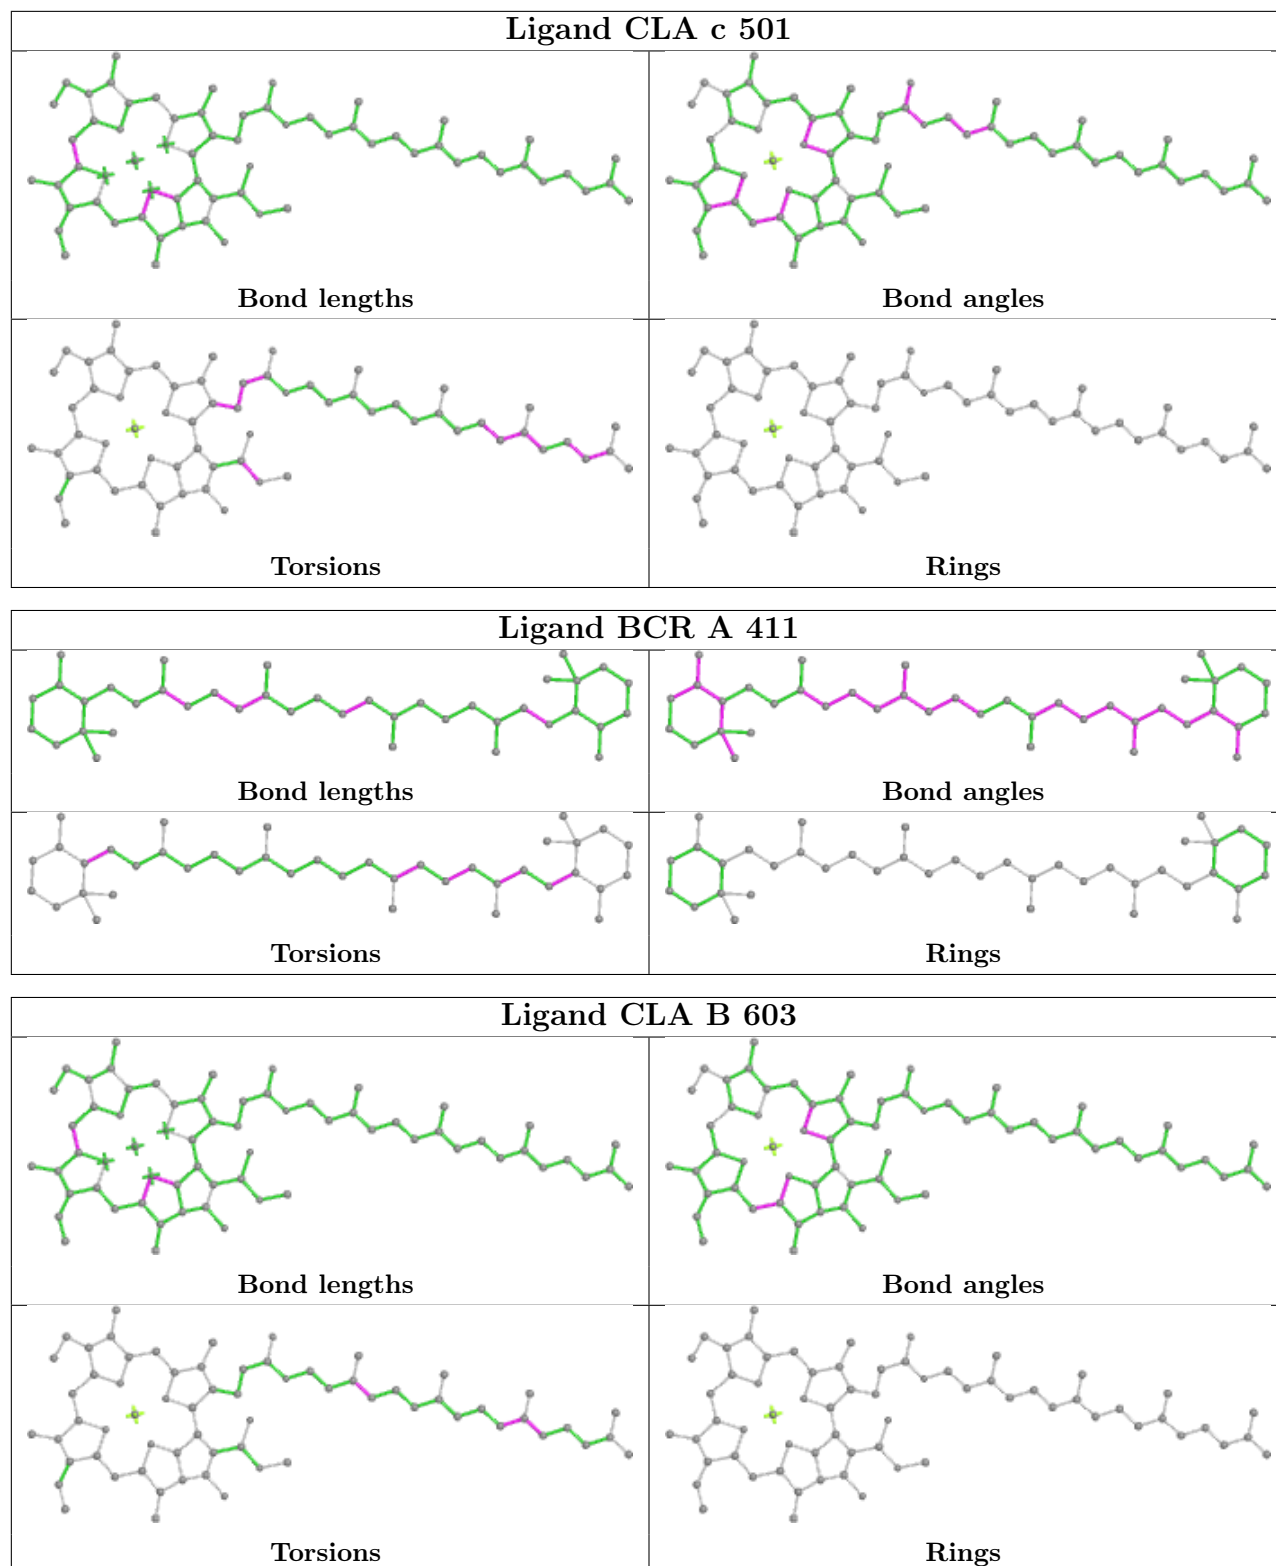 Ligand CLA c 501
Bond lengths
Bond angles
Torsions
Rings
Ligand BCR A 411
Bond lengths
Bond angles
Torsions
Rings
Ligand CLA B 603
Bond lengths
Bond angles
Torsions
Rings